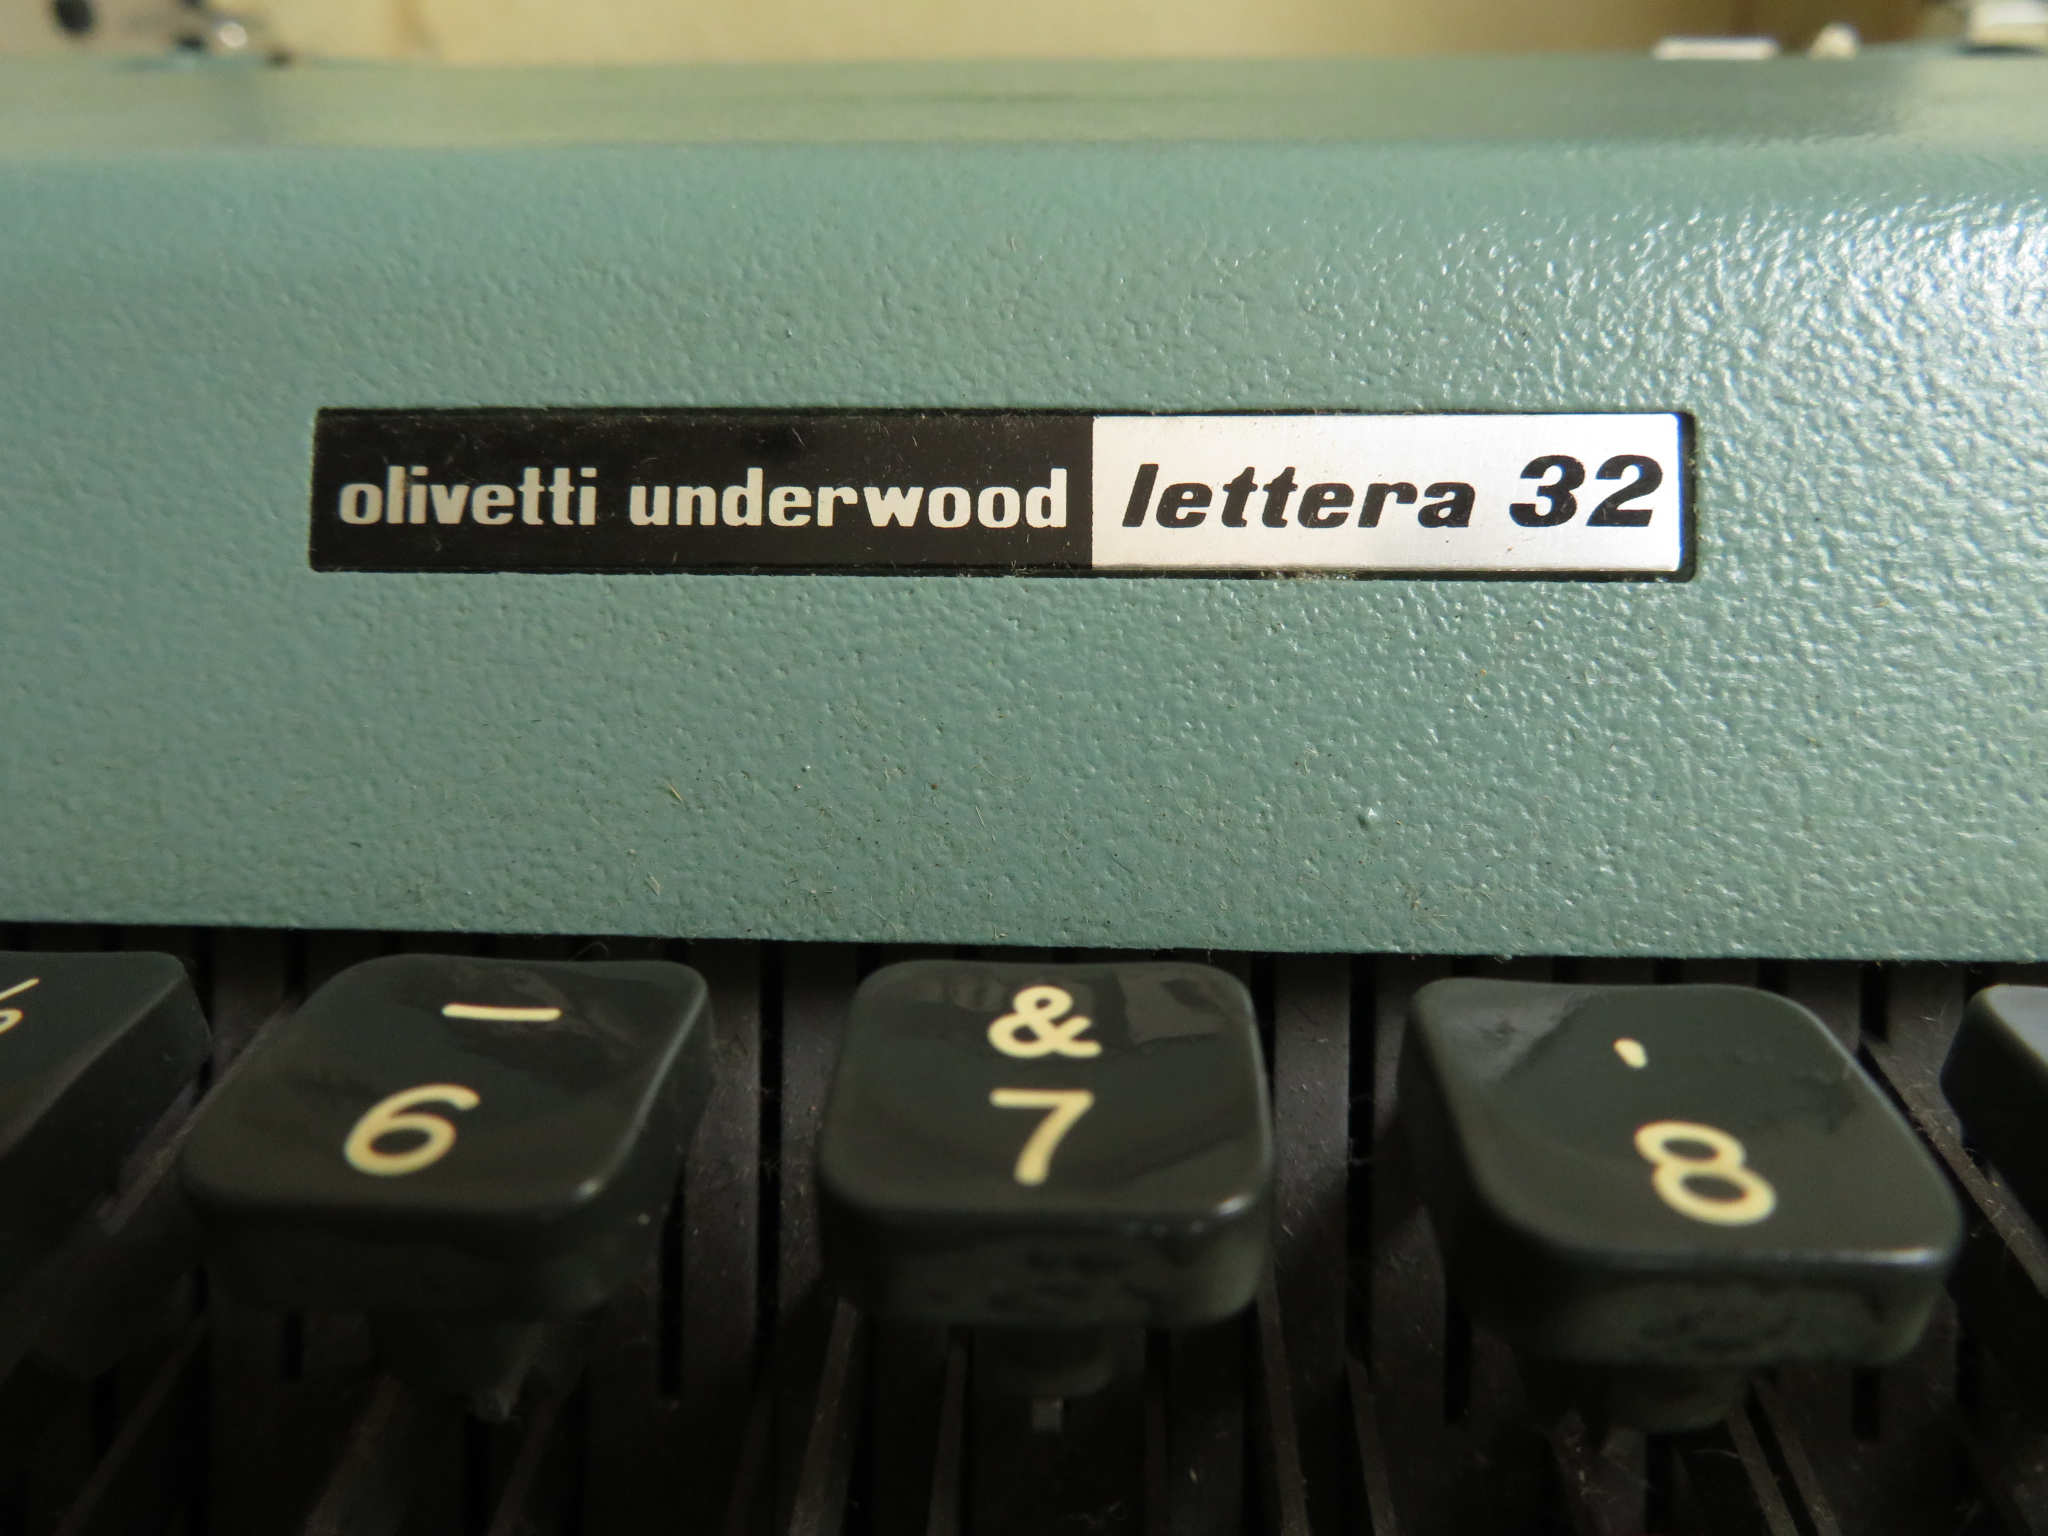 olivetti underwood lettera 32
_ & '
6 7 8